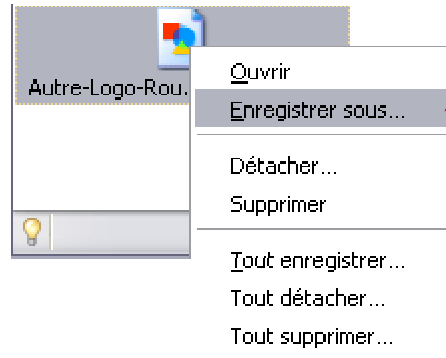 Autre-Logo-Rou.
Ouvrir
Enregistrer sous...
Détacher...
Supprimer
Tout enregistrer...
Tout détacher...
Tout supprimer...